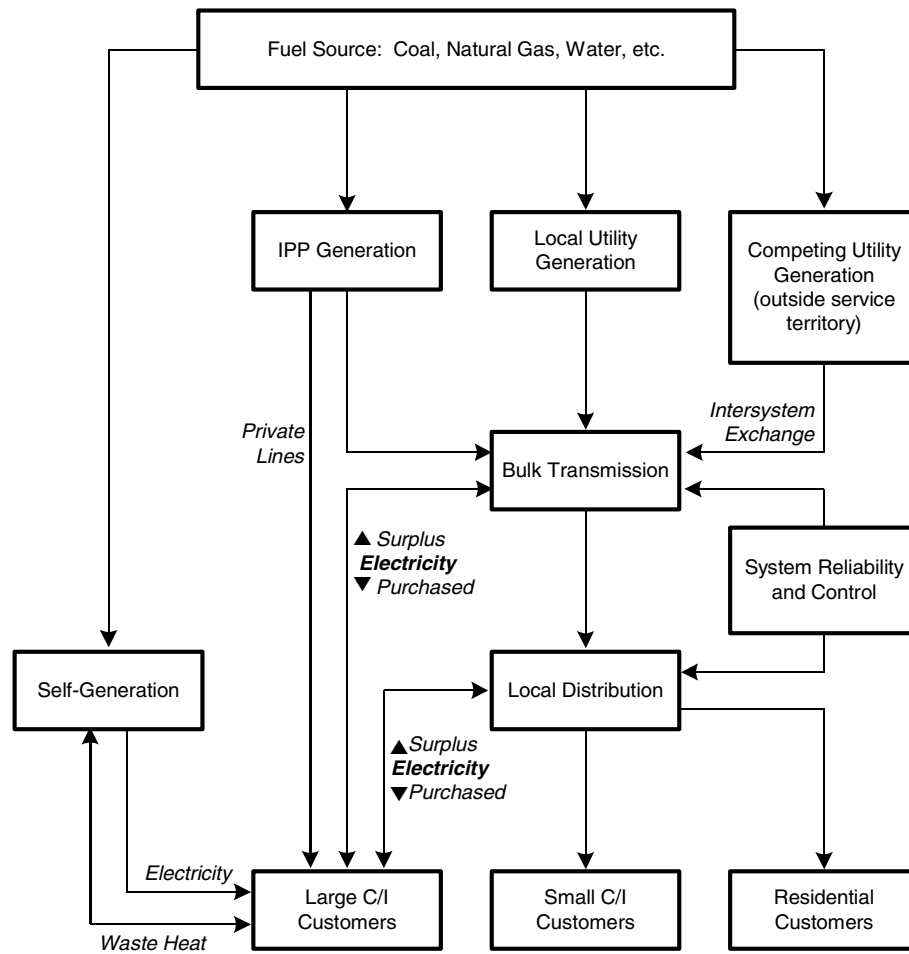 Fuel Source: Coal, Natural Gas, Water, etc.
IPP Generation
Local Utility
Generation
Competing Utility
Generation
(outside service
territory)
Private
Lines
Intersystem
Exchange
Bulk Transmission
▲ Surplus
Electricity
▼ Purchased
System Reliability
and Control
Self-Generation
Local Distribution
▲ Surplus
Electricity
▼ Purchased
Electricity
Waste Heat
Large C/I
Customers
Small C/I
Customers
Residential
Customers